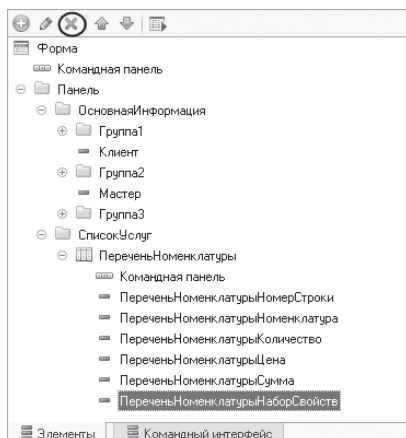 Форма
Командная панель
Панель
ОсновнаяИнформация
Группа1
Клиент
Группа2
Мастер
Группа3
СписокУслуг
ПереченьНоменклатуры
Командная панель
ПереченьНоменклатурыНомерСтроки
ПереченьНоменклатурыНоменклатура
ПереченьНоменклатурыКоличество
ПереченьНоменклатурыЦена
ПереченьНоменклатурыСумма
ПереченьНоменклатурыНаборСвойств
Элементы Командный интерфейс